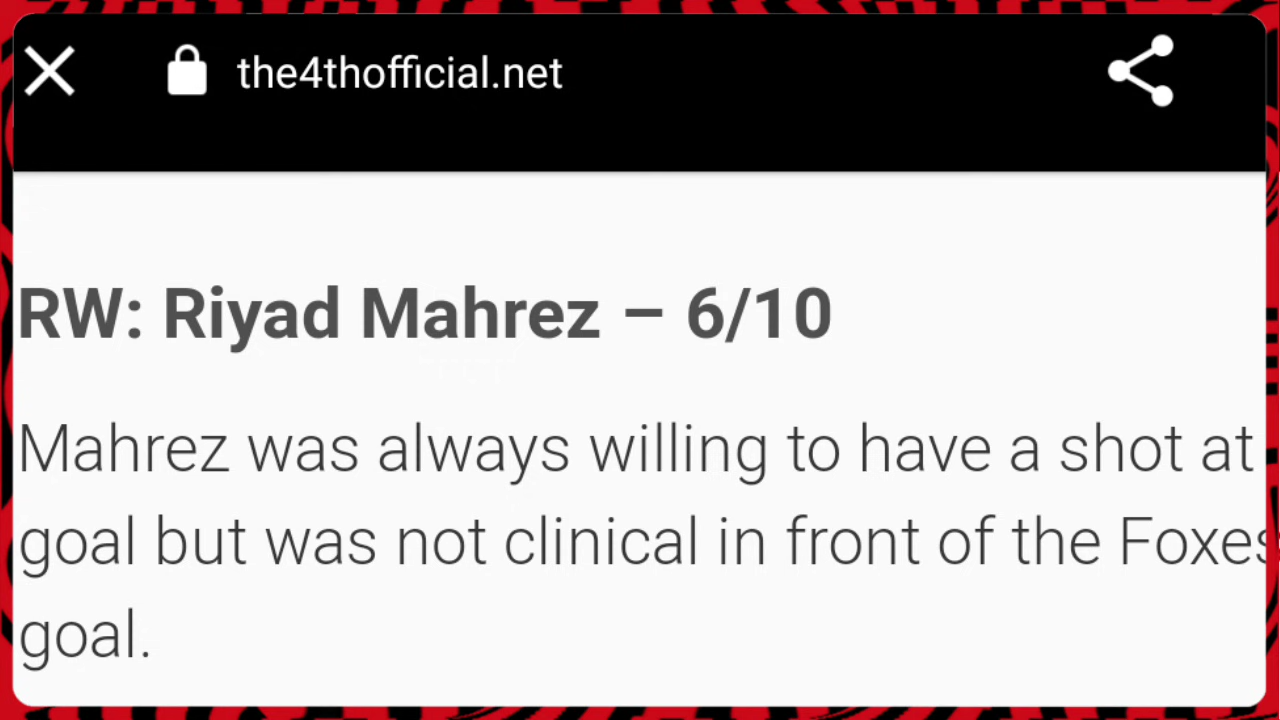 the4thofficial.net
RW: Riyad Mahrez – 6/10
Mahrez was always willing to have a shot at
goal but was not clinical in front of the Foxes
goal.